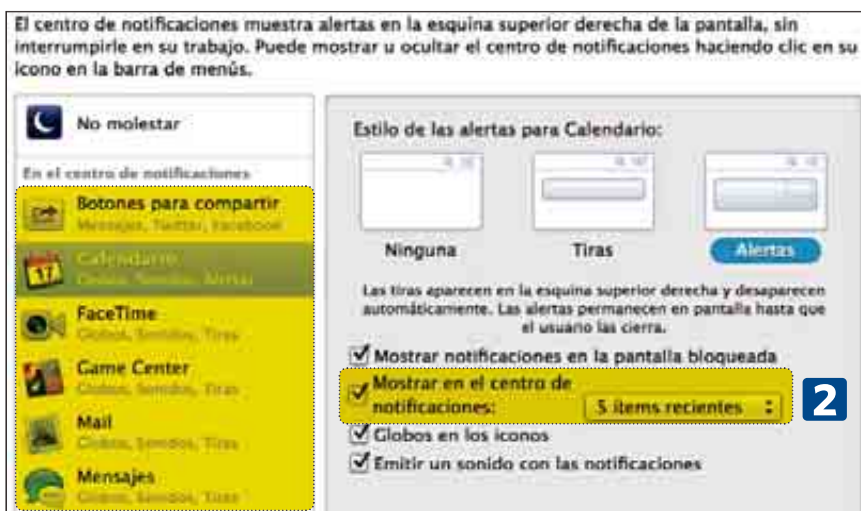 El centro de notificaciones muestra alertas en la esquina superior derecha de la pantalla, sin
interrumpirle en su trabajo. Puede mostrar u ocultar el centro de notificaciones haciendo clic en su
icono en la barra de menús.
No molestar
En el centro de notificaciones
Botones para compartir
Mensajes, Twitter, Facebook
Calendario
Globos, Sonidos, Alertas
FaceTime
Globos, Sonidos, Tiras
Game Center
Globos, Sonidos, Tiras
Mail
Globos, Sonidos, Tiras
Mensajes
Globos, Sonidos, Tiras
Estilo de las alertas para Calendario:
Ninguna
Tiras
Alertas
Las tiras aparecen en la esquina superior derecha y desaparecen
automáticamente. Las alertas permanecen en pantalla hasta que
el usuario las cierra.
Mostrar notificaciones en la pantalla bloqueada
Mostrar en el centro de
notificaciones:
5 ítems recientes
2
Globos en los iconos
Emitir un sonido con las notificaciones
17